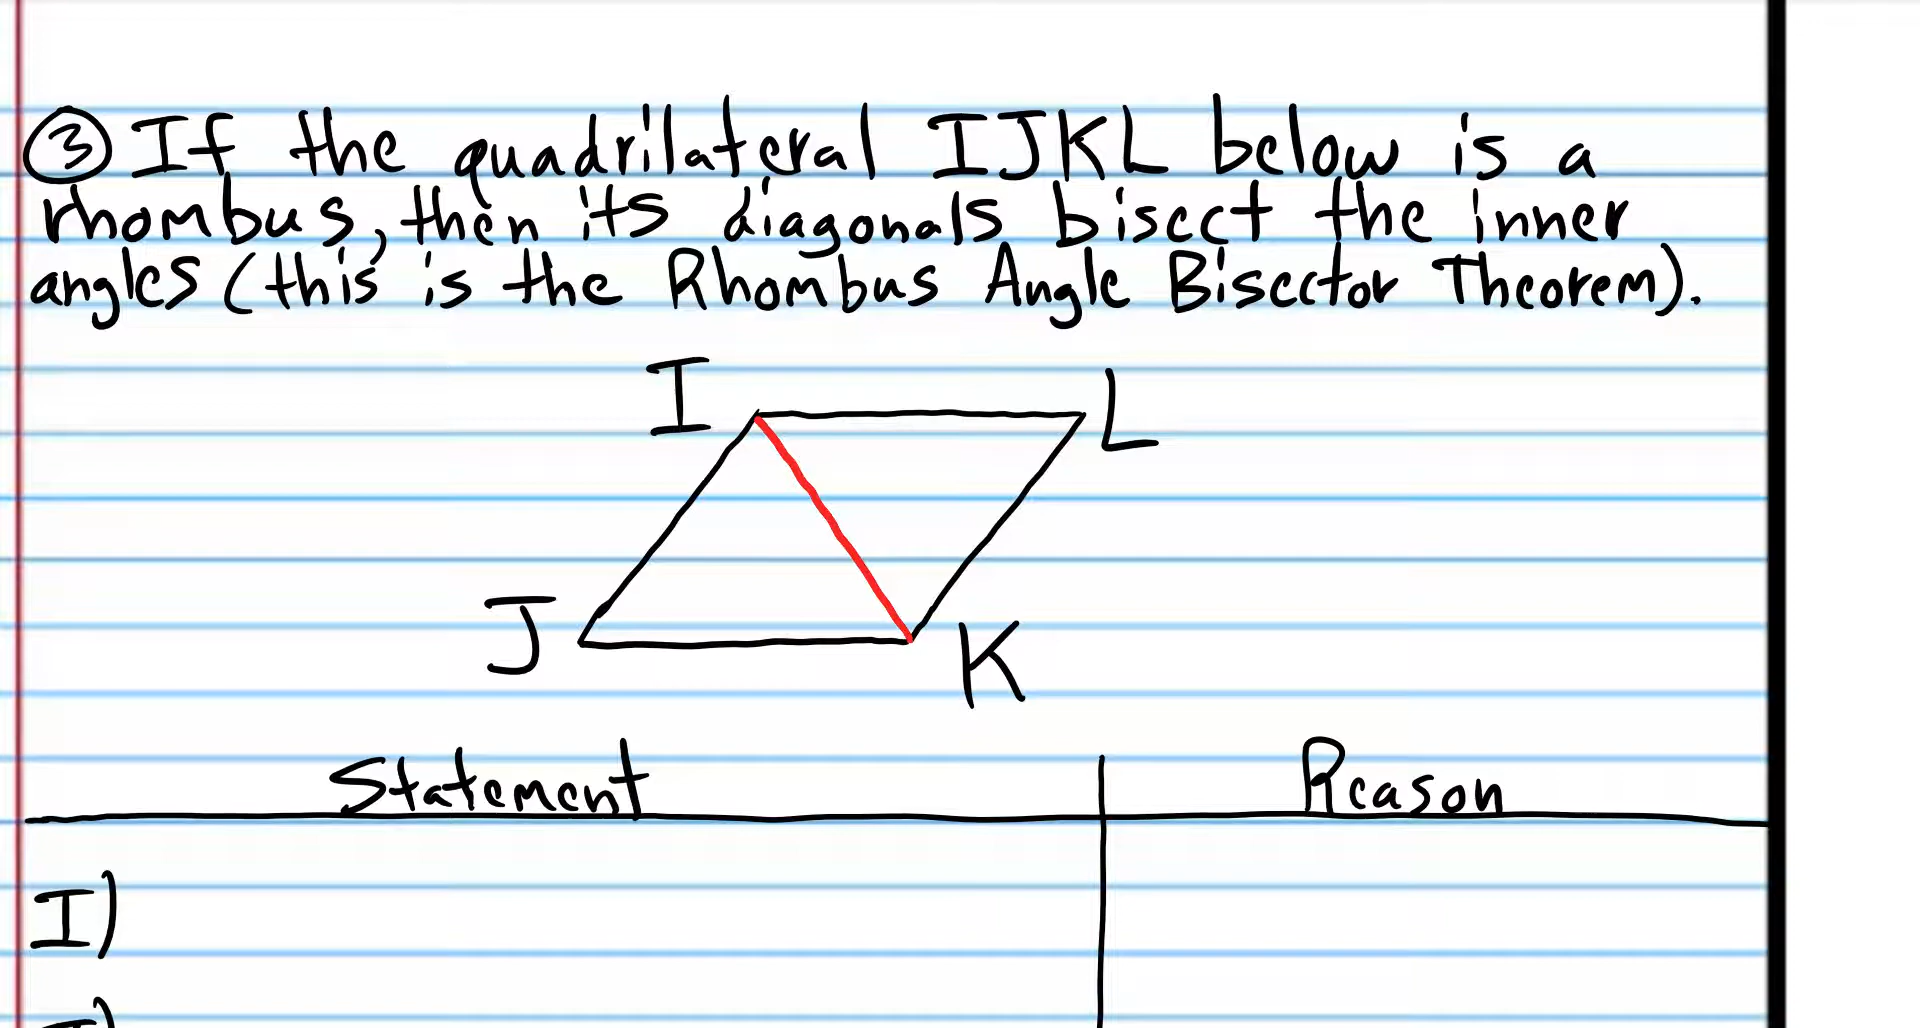 ③ If the quadrilateral IJKL below is a
rhombus, then its diagonals bisect the inner
angles (this is the Rhombus Angle Bisector Theorem).
I
L
J
K
Statement
Reason
I)